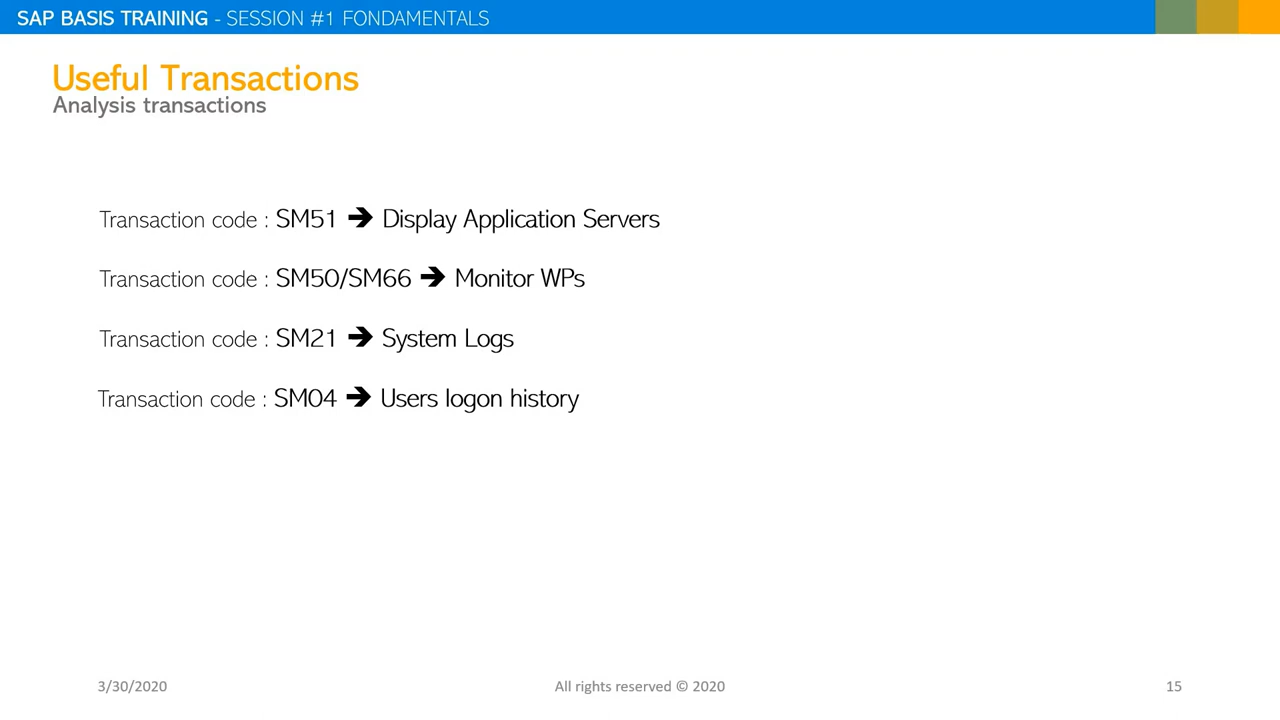 SAP BASIS TRAINING - SESSION #1 FONDAMENTALS
Useful Transactions
Analysis transactions
Transaction code : SM51 ➔ Display Application Servers
Transaction code : SM50/SM66 ➔ Monitor WPs
Transaction code : SM21 ➔ System Logs
Transaction code : SM04 ➔ Users logon history
3/30/2020 All rights reserved © 2020 15